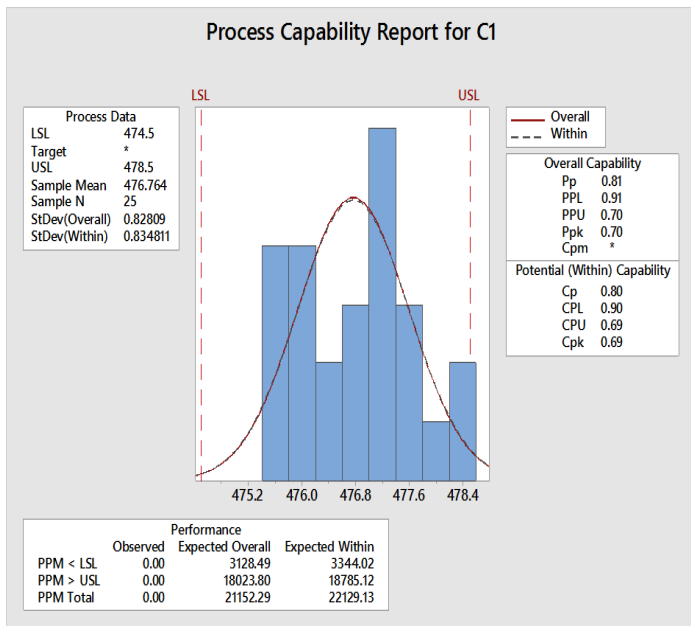 Process Capability Report for C1
LSL
USL
Process Data
LSL 474.5
Target *
USL 478.5
Sample Mean 476.764
Sample N 25
StDev(Overall) 0.82809
StDev(Within) 0.834811
Overall
Within
Overall Capability
Pp 0.81
PPL 0.91
PPU 0.70
Ppk 0.70
Cpm *
Potential (Within) Capability
Cp 0.80
CPL 0.90
CPU 0.69
Cpk 0.69
475.2 476.0 476.8 477.6 478.4
Performance
Observed Expected Overall Expected Within
PPM < LSL 0.00 3128.49 3344.02
PPM > USL 0.00 18023.80 18785.12
PPM Total 0.00 21152.29 22129.13